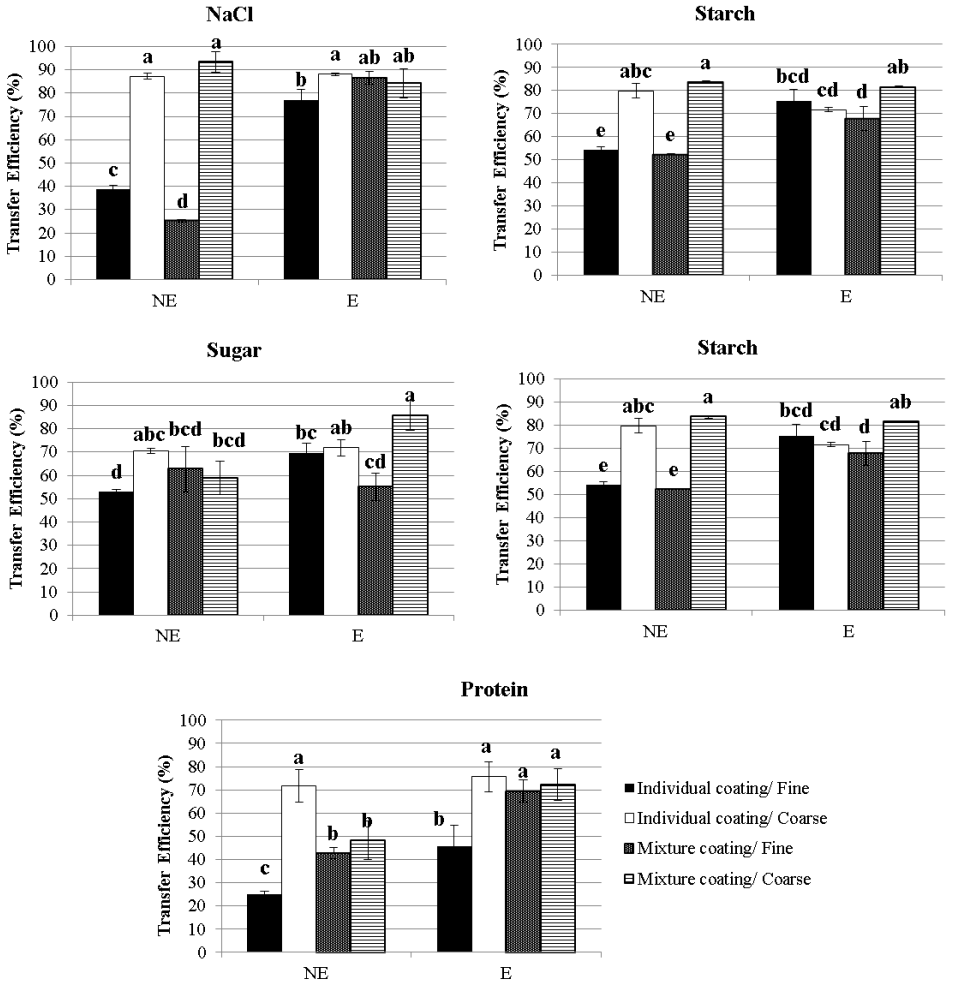 NaCl
Transfer Efficiency (%)
100
90
80
70
60
50
40
30
20
10
0
c
a
d
a
b
a
ab
ab
NE
E
Starch
Transfer Efficiency (%)
100
90
80
70
60
50
40
30
20
10
0
e
abc
e
a
bcd
cd
d
ab
NE
E
Sugar
Transfer Efficiency (%)
100
90
80
70
60
50
40
30
20
10
0
d
abc
bcd
bcd
bc
ab
cd
a
NE
E
Starch
Transfer Efficiency (%)
100
90
80
70
60
50
40
30
20
10
0
e
abc
e
a
bcd
cd
d
ab
NE
E
Protein
Transfer Efficiency (%)
100
90
80
70
60
50
40
30
20
10
0
c
a
b
b
b
a
a
a
NE
E
Individual coating/ Fine
Individual coating/ Coarse
Mixture coating/ Fine
Mixture coating/ Coarse